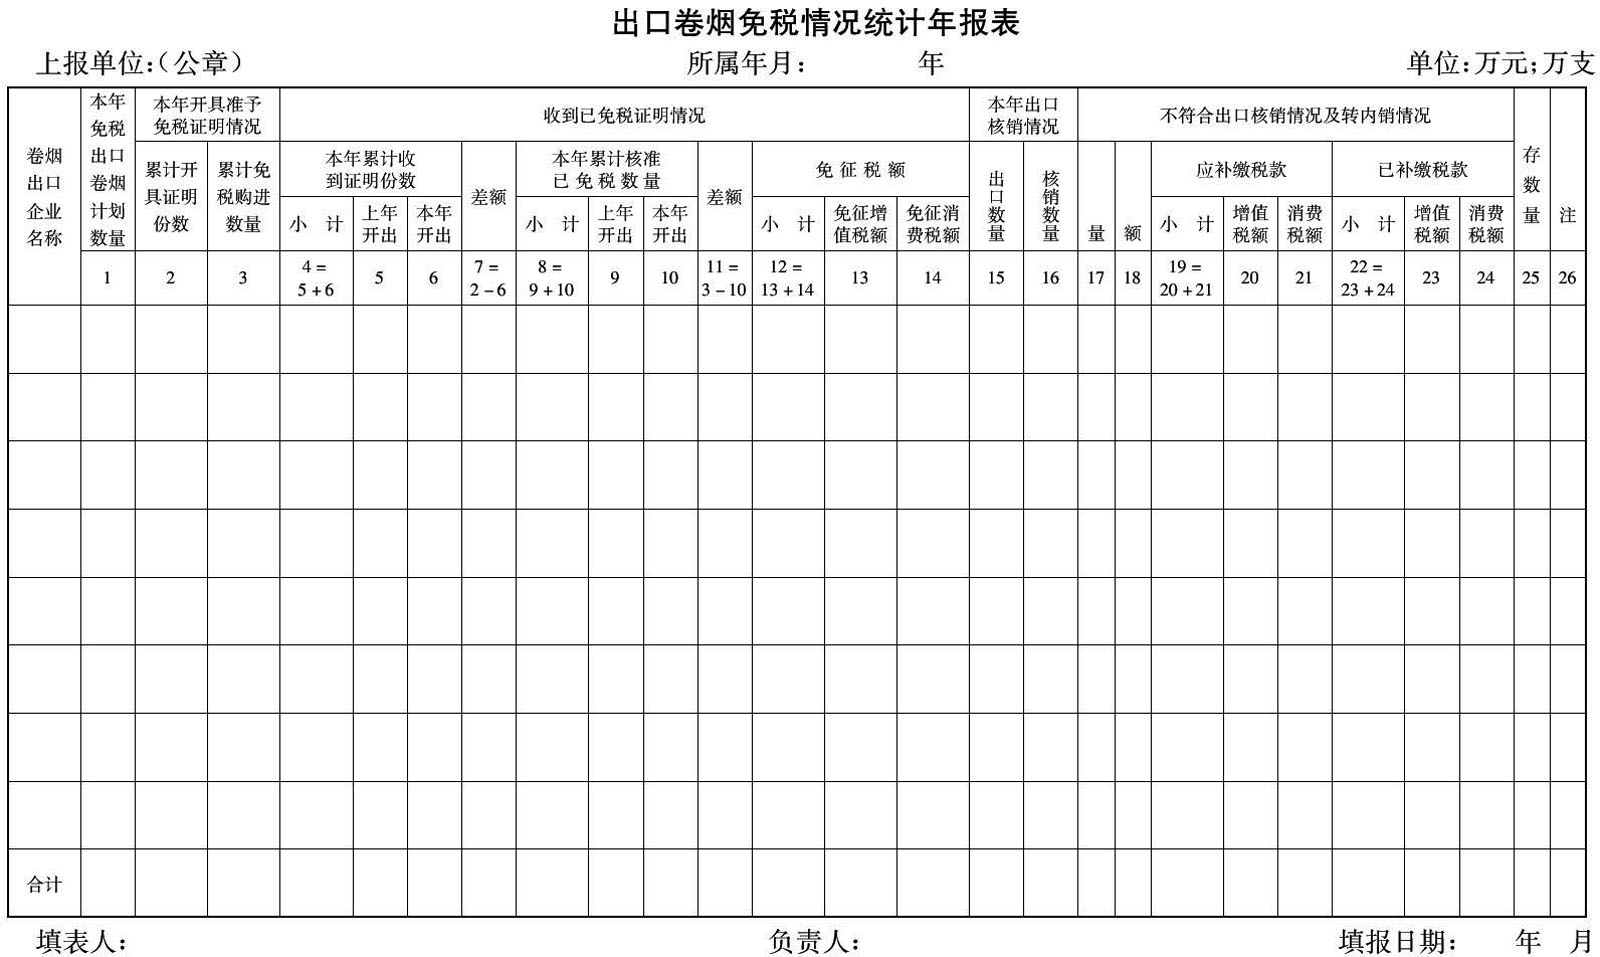 出口卷烟免税情况统计年报表
上报单位:(公章) 所属年月: 年 单位:万元;万支
卷烟
出口
企业
名称
本年
免税
出口
卷烟
计划
数量
本年开具准予
免税证明情况
收到已免税证明情况
本年出口
核销情况
不符合出口核销情况及转内销情况
存
数
量
注
累计开
具证明
份数
累计免
税购进
数量
本年累计收
到证明份数
差额
本年累计核准
已免税数量
差额
免征税额
出
口
数
量
核
销
数
量
量
额
应补缴税款
已补缴税款
小 计
上年
开出
本年
开出
小 计
上年
开出
本年
开出
小 计
免征增
值税额
免征消
费税额
小 计
增值
税额
消费
税额
小 计
增值
税额
消费
税额
1 2 3 4=5+6 5 6 7=2-6 8=9+10 9 10 11=3-10 12=13+14 13 14 15 16 17 18 19=20+21 20 21 22=23+24 23 24 25 26
合计
填表人: 负责人: 填报日期: 年 月